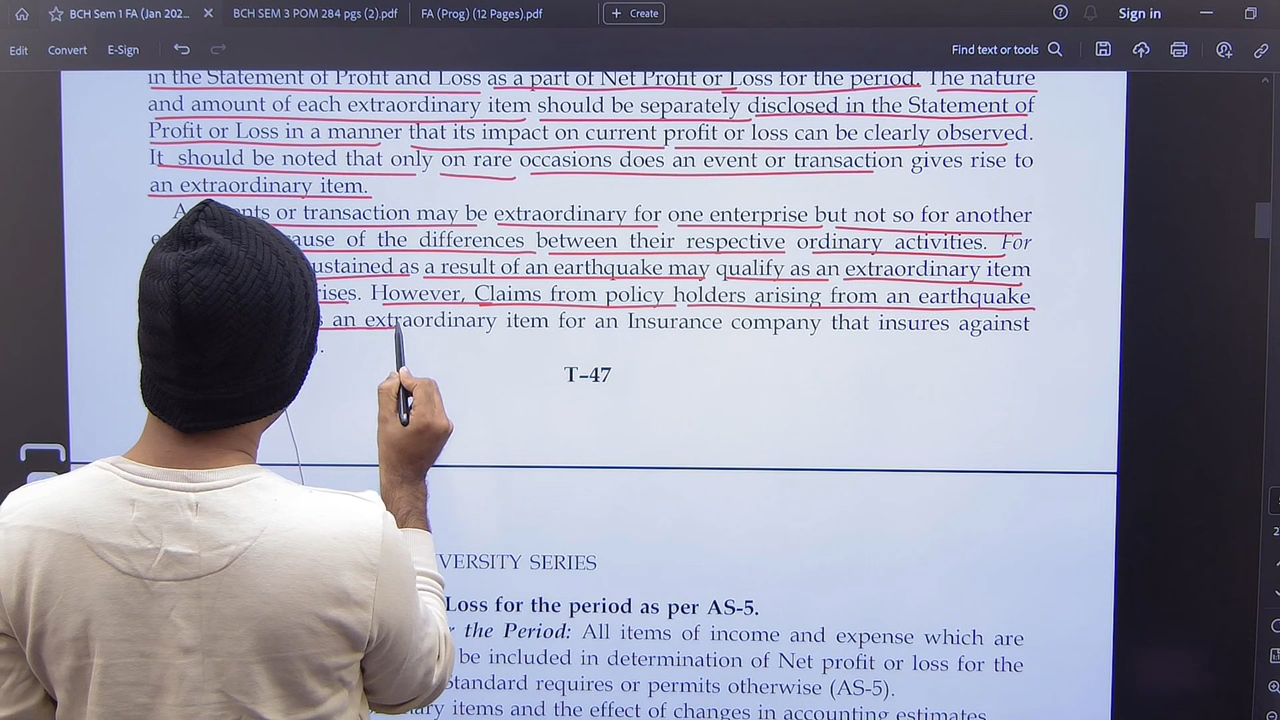 BCH Sem 1 FA (Jan 202...
BCH SEM 3 POM 284 pgs (2).pdf
FA (Prog) (12 Pages).pdf
+ Create
Sign in
Edit Convert E-Sign
Find text or tools
in the Statement of Profit and Loss as a part of Net Profit or Loss for the period. The nature
and amount of each extraordinary item should be separately disclosed in the Statement of
Profit or Loss in a manner that its impact on current profit or loss can be clearly observed.
It should be noted that only on rare occasions does an event or transaction gives rise to
an extraordinary item.
or transaction may be extraordinary for one enterprise but not so for another
of the differences between their respective ordinary activities. For
as a result of an earthquake may qualify as an extraordinary item
However, Claims from policy holders arising from an earthquake
an extraordinary item for an Insurance company that insures against
T–47
SERIES
Loss for the period as per AS-5.
the Period: All items of income and expense which are
be included in determination of Net profit or loss for the
Standard requires or permits otherwise (AS-5).
items and the effect of changes in accounting estimates